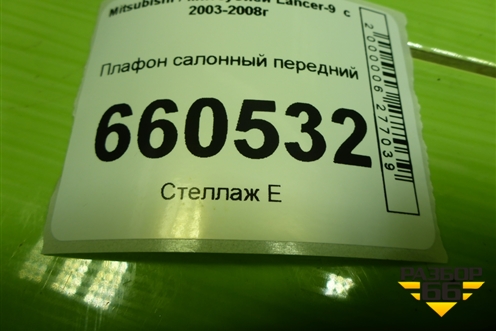 Mitsubishi Lancer-9 с
2003-2008г
Плафон салонный передний
660532
Стеллаж Е
2000006277039
РАЗБОР
66